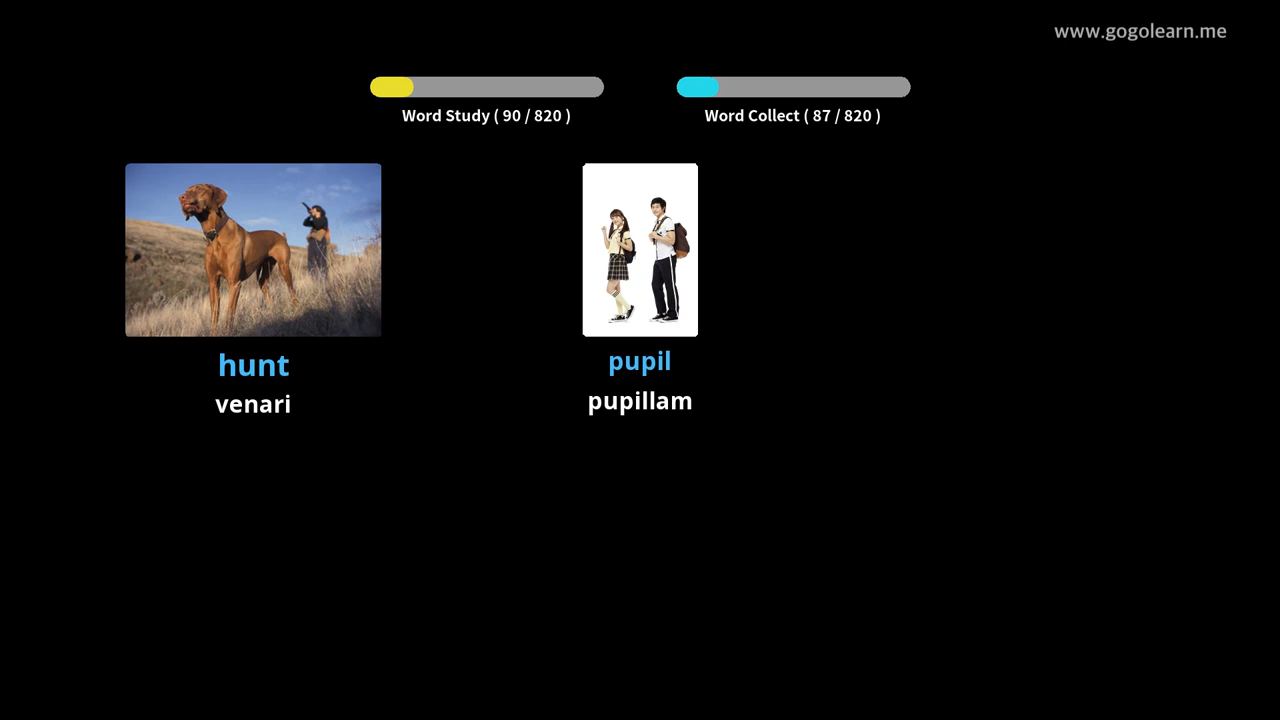 www.gogolearn.me
Word Study ( 90 / 820 )
Word Collect ( 87 / 820 )
hunt
venari
pupil
pupillam